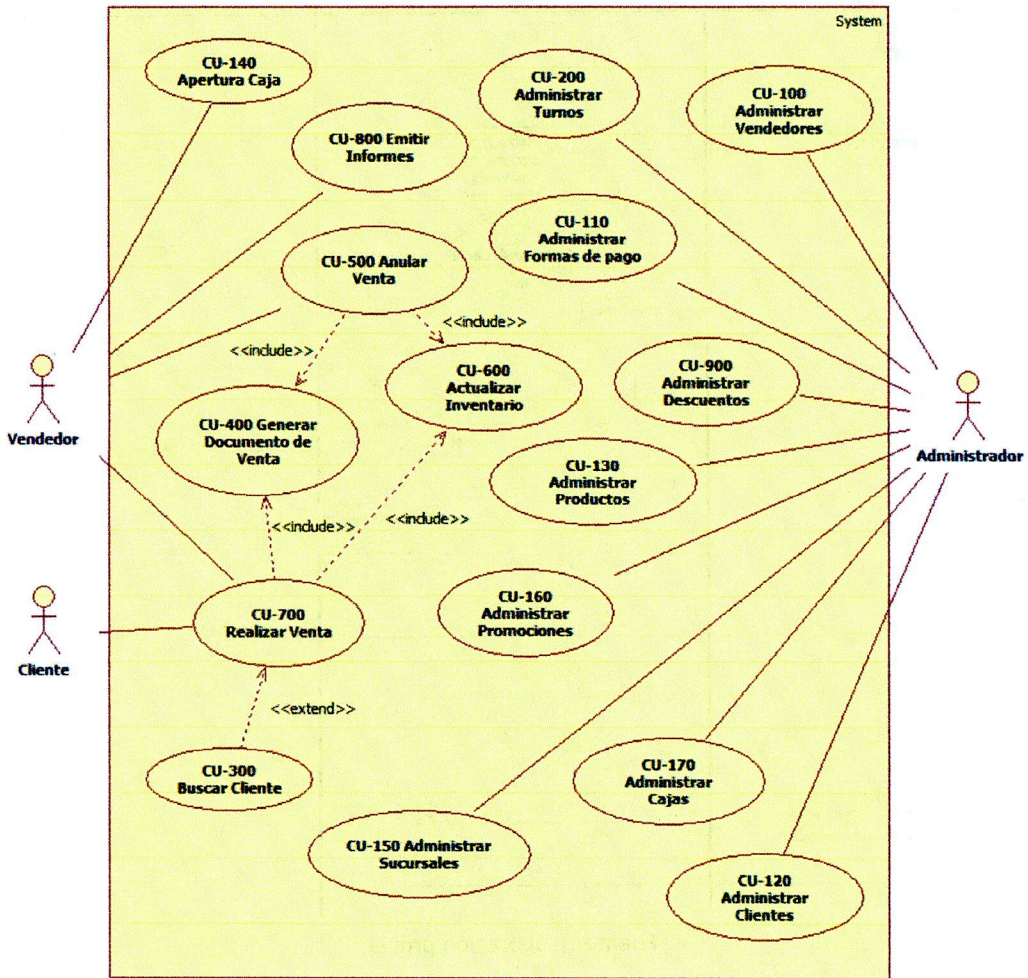 System
CU-140
Apertura Caja
CU-200
Administrar
Turnos
CU-100
Administrar
Vendedores
CU-800 Emitir
Informes
CU-110
Administrar
Formas de pago
CU-500 Anular
Venta
<<include>>
<<include>>
CU-600
Actualizar
Inventario
CU-900
Administrar
Descuentos
Vendedor
CU-400 Generar
Documento de
Venta
Administrador
CU-130
Administrar
Productos
<<include>>
<<include>>
CU-700
Realizar Venta
CU-160
Administrar
Promociones
Cliente
<<extend>>
CU-300
Buscar Cliente
CU-170
Administrar
Cajas
CU-150 Administrar
Sucursales
CU-120
Administrar
Clientes